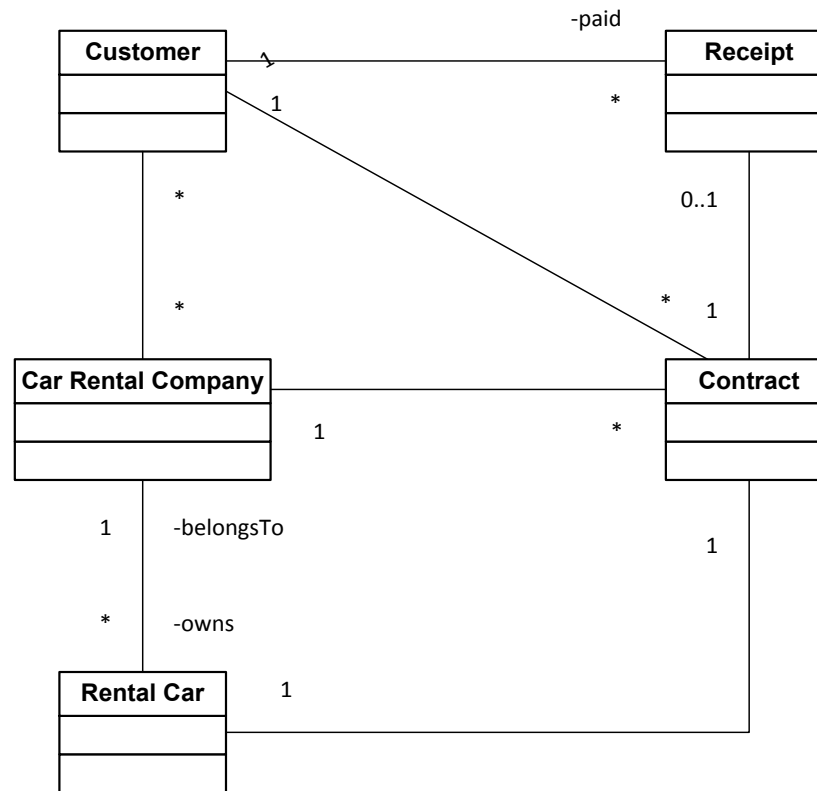 -paid
Customer
Receipt
1
1
*
*
0..1
*
*
1
Car Rental Company
Contract
1
*
1
-belongsTo
1
*
-owns
Rental Car
1